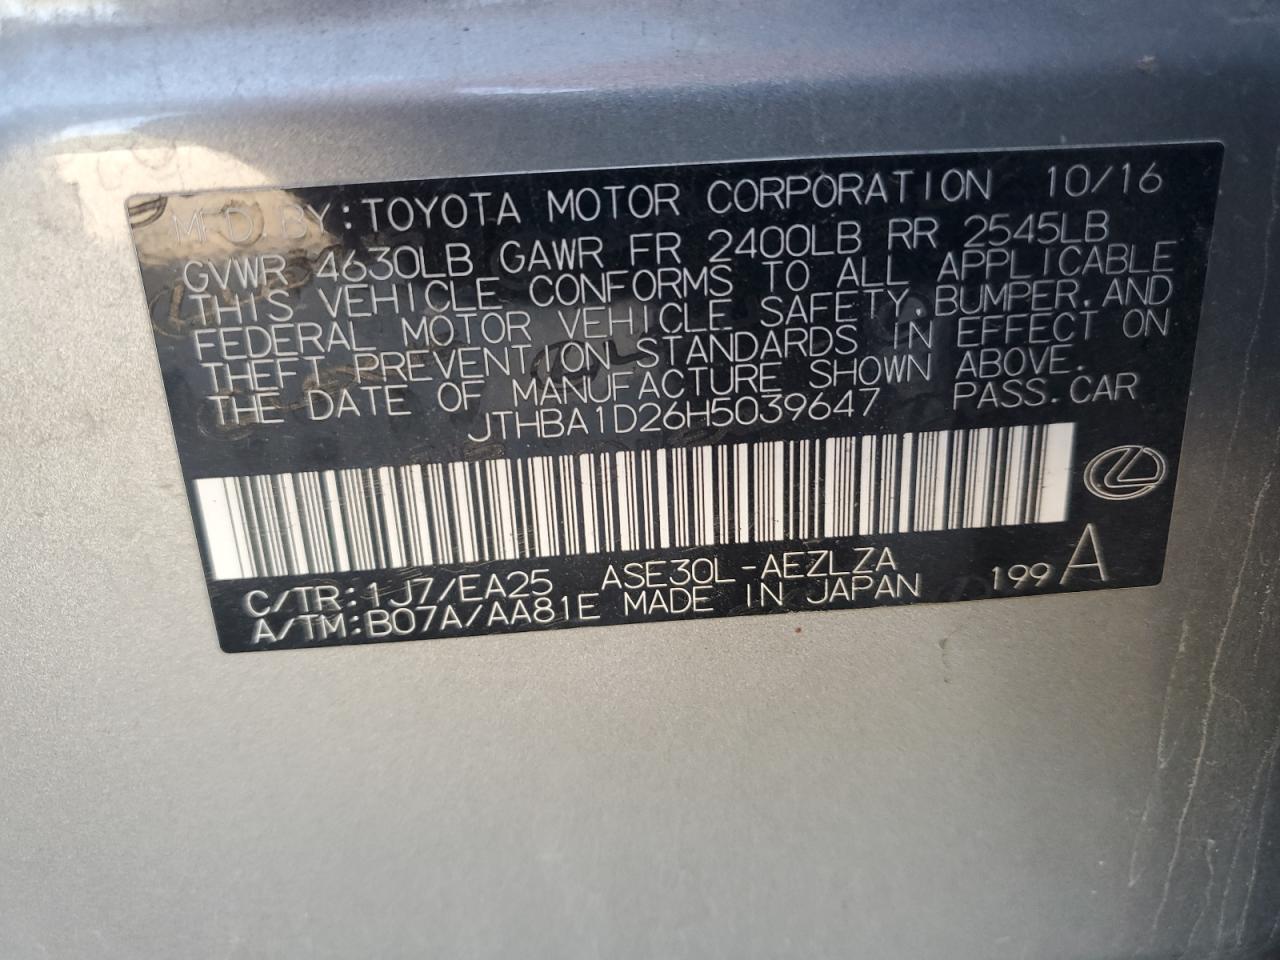 MFD. BY: TOYOTA MOTOR CORPORATION 10/16
GVWR 4630LB GAWR FR 2400LB RR 2545LB
THIS VEHICLE CONFORMS TO ALL APPLICABLE
FEDERAL MOTOR VEHICLE SAFETY, BUMPER, AND
THEFT PREVENTION STANDARDS IN EFFECT ON
THE DATE OF MANUFACTURE SHOWN ABOVE.
JTHBA1D26H5039647 PASS. CAR
C/TR: 1J7/EA25 ASE30L-AEZLZA
A/TM: B07A/AA81E MADE IN JAPAN 199 A